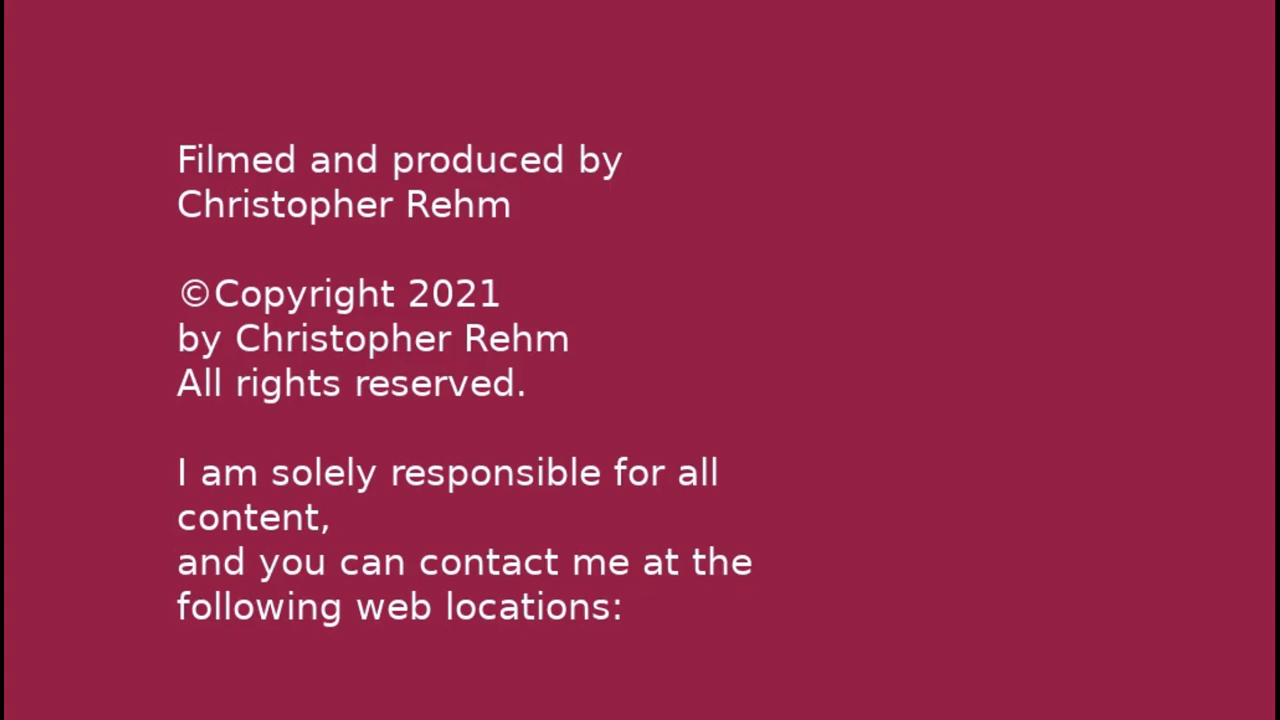 Filmed and produced by
Christopher Rehm
©Copyright 2021
by Christopher Rehm
All rights reserved.
I am solely responsible for all
content,
and you can contact me at the
following web locations: